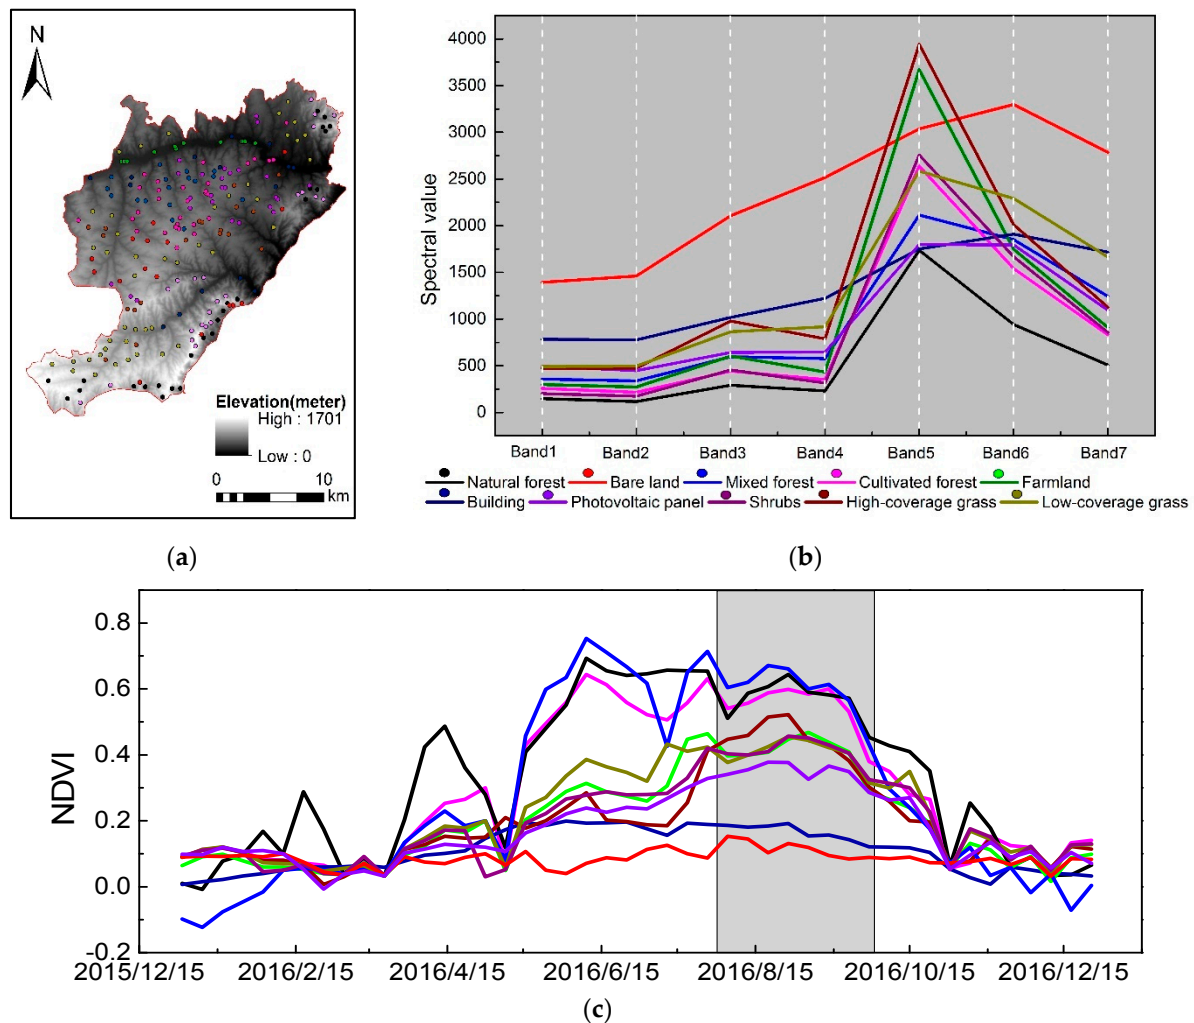 N
Elevation(meter)
High : 1701
Low : 0
0 10
km
(a)
Spectral value
4000
3500
3000
2500
2000
1500
1000
500
0
Band1 Band2 Band3 Band4 Band5 Band6 Band7
Natural forest Bare land Mixed forest Cultivated forest Farmland
Building Photovoltaic panel Shrubs High-coverage grass Low-coverage grass
(b)
NDVI
0.8
0.6
0.4
0.2
0.0
-0.2
2015/12/15 2016/2/15 2016/4/15 2016/6/15 2016/8/15 2016/10/15 2016/12/15
(c)